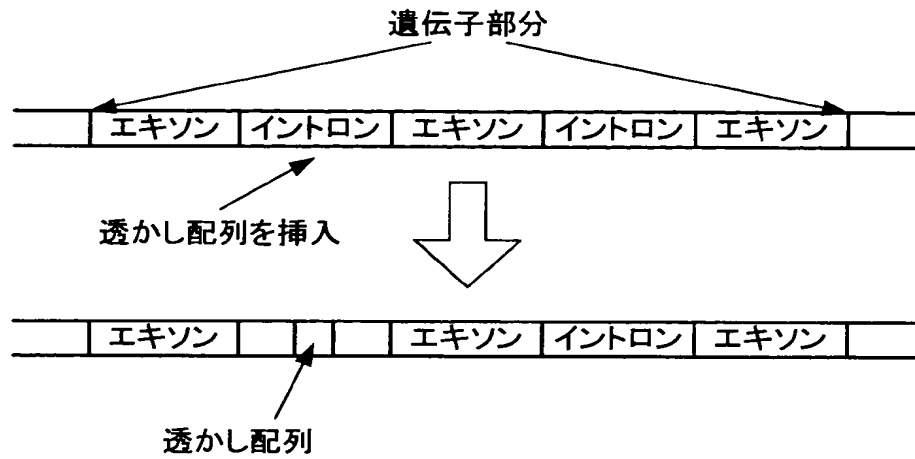 遺伝子部分
エキソン イントロン エキソン イントロン エキソン
透かし配列を挿入
エキソン エキソン イントロン エキソン
透かし配列